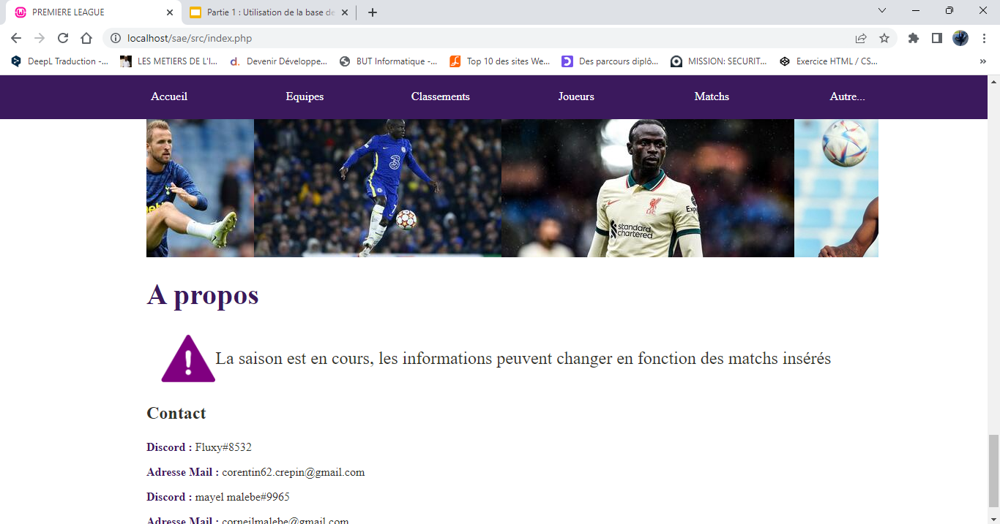 PREMIERE LEAGUE
Partie 1 : Utilisation de la base de
localhost/sae/src/index.php
DeepL Traduction -... LES METIERS DE L'I... Devenir Développe... BUT Informatique -... Top 10 des sites We... Des parcours diplô... MISSION: SECURIT... Exercice HTML / CS... »
Accueil Equipes Classements Joueurs Matchs Autre...
3
standard
chartered
L.F.C.
Exp
A propos
La saison est en cours, les informations peuvent changer en fonction des matchs insérés
Contact
Discord : Fluxy#8532
Adresse Mail : corentin62.crepin@gmail.com
Discord : mayel malebe#9965
Adresse Mail : corneilmalebe@gmail.com